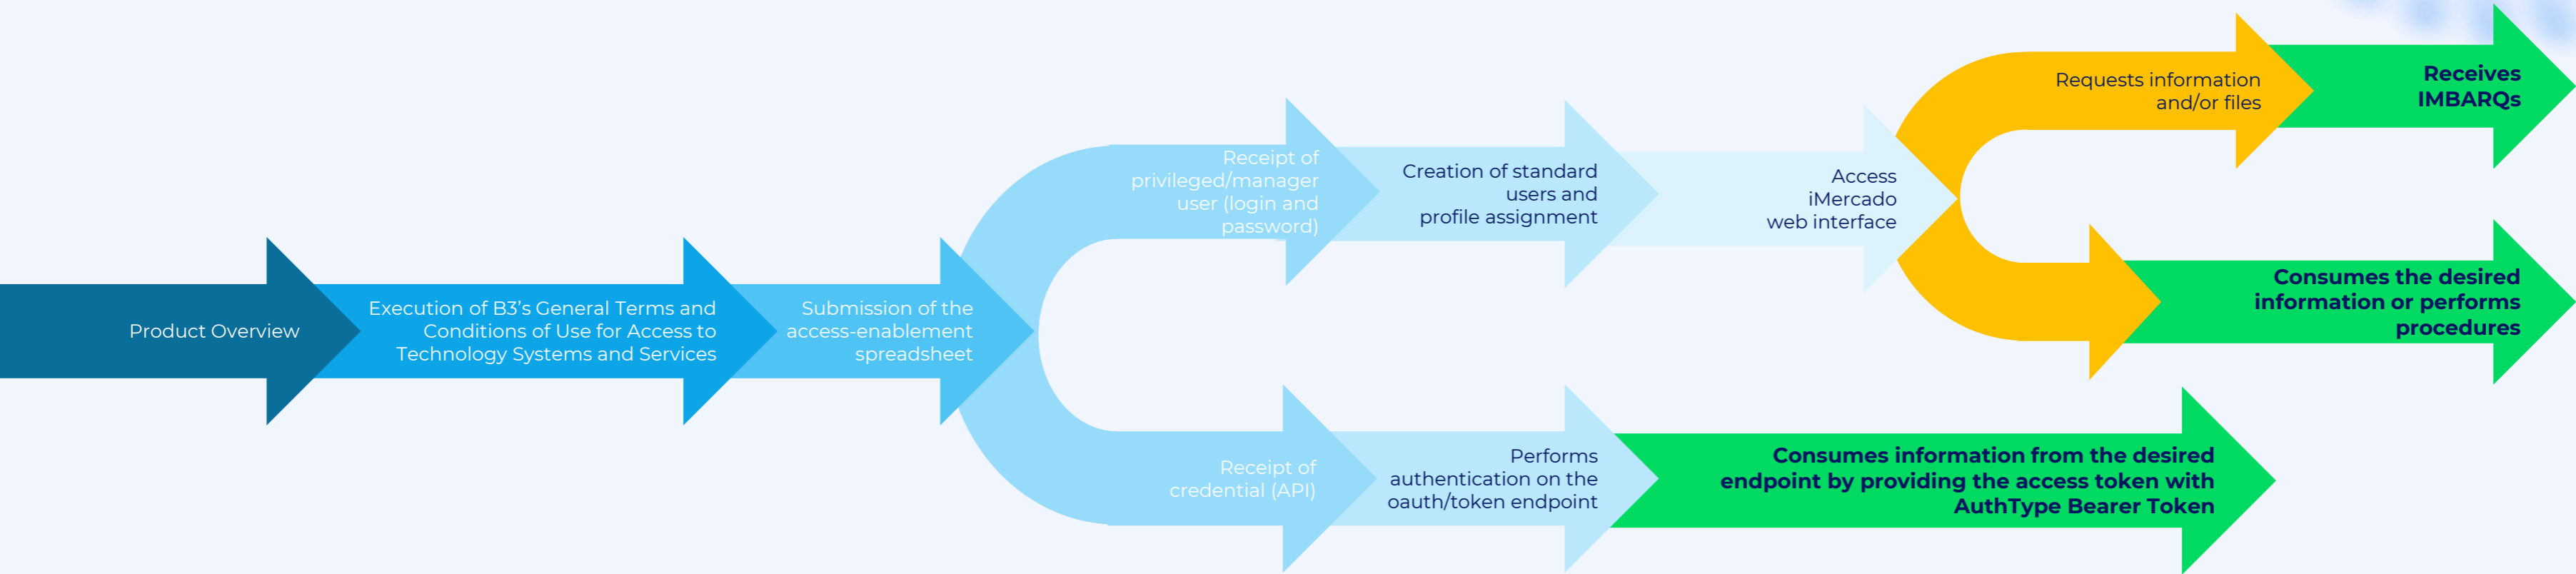 Product Overview
Execution of B3’s General Terms and
Conditions of Use for Access to
Technology Systems and Services
Submission of the
access-enablement
spreadsheet
Receipt of
privileged/manager
user (login and
password)
Creation of standard
users and
profile assignment
Access
iMercado
web interface
Requests information
and/or files
Receives
IMBARQs
Consumes the desired
information or performs
procedures
Receipt of
credential (API)
Performs
authentication on the
oauth/token endpoint
Consumes information from the desired
endpoint by providing the access token with
AuthType Bearer Token